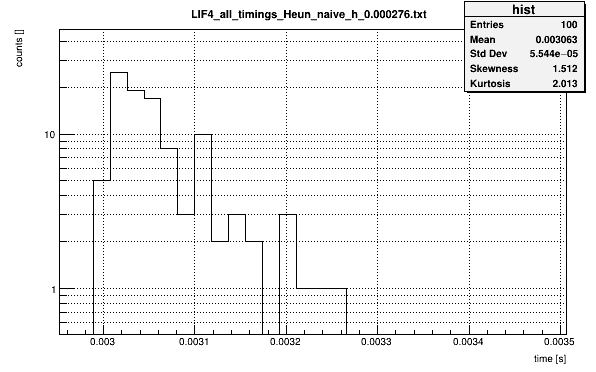 LIF4_all_timings_Heun_naive_h_0.000276.txt
hist
Entries 100
Mean 0.003063
Std Dev 5.544e−05
Skewness 1.512
Kurtosis 2.013
counts []
10
1
0.003 0.0031 0.0032 0.0033 0.0034 0.0035
time [s]